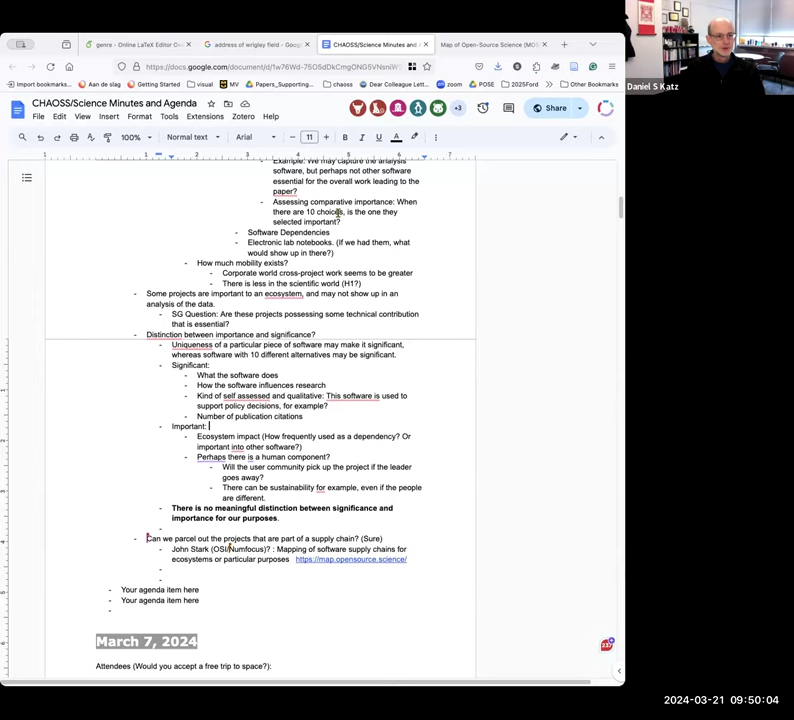 genre - Online LaTeX Editor Ov
address of wrigley field - Goog
CHAOSS/Science Minutes and A
Map of Open-Source Science (MOS
Daniel S Katz
Import bookmarks...
Aan de slag
Getting Started
visual
MV
Papers_Supporting...
chaoss
Dear Colleague Lett
zoom
POSE
2025Ford
Other Bookmarks
CHAOSS/Science Minutes and Agenda
File Edit View Insert Format Tools Extensions Zotero Help
+3
Share
100%
Normal text
Arial
11
Example: We may capture the analysis
software, but perhaps not other software
essential for the overall work leading to the
paper?
- Assessing comparative importance: When
there are 10 choices, is the one they
selected important?
- Software Dependencies
- Electronic lab notebooks. (If we had them, what
would show up in there?)
- How much mobility exists?
- Corporate world cross-project work seems to be greater
- There is less in the scientific world (H1?)
- Some projects are important to an ecosystem, and may not show up in an
analysis of the data.
- SG Question: Are these projects possessing some technical contribution
that is essential?
- Distinction between importance and significance?
- Uniqueness of a particular piece of software may make it significant,
whereas software with 10 different alternatives may be significant.
- Significant:
- What the software does
- How the software influences research
- Kind of self assessed and qualitative: This software is used to
support policy decisions, for example?
- Number of publication citations
- Important:
- Ecosystem impact (How frequently used as a dependency? Or
important into other software?)
- Perhaps there is a human component?
- Will the user community pick up the project if the leader
goes away?
- There can be sustainability for example, even if the people
are different.
- There is no meaningful distinction between significance and
importance for our purposes.
-
- Can we parcel out the projects that are part of a supply chain? (Sure)
- John Stark (OSI/Numfocus)? : Mapping of software supply chains for
ecosystems or particular purposes https://map.opensource.science/
-
-
- Your agenda item here
- Your agenda item here
-
March 7, 2024
Attendees (Would you accept a free trip to space?):
2024-03-21 09:50:04